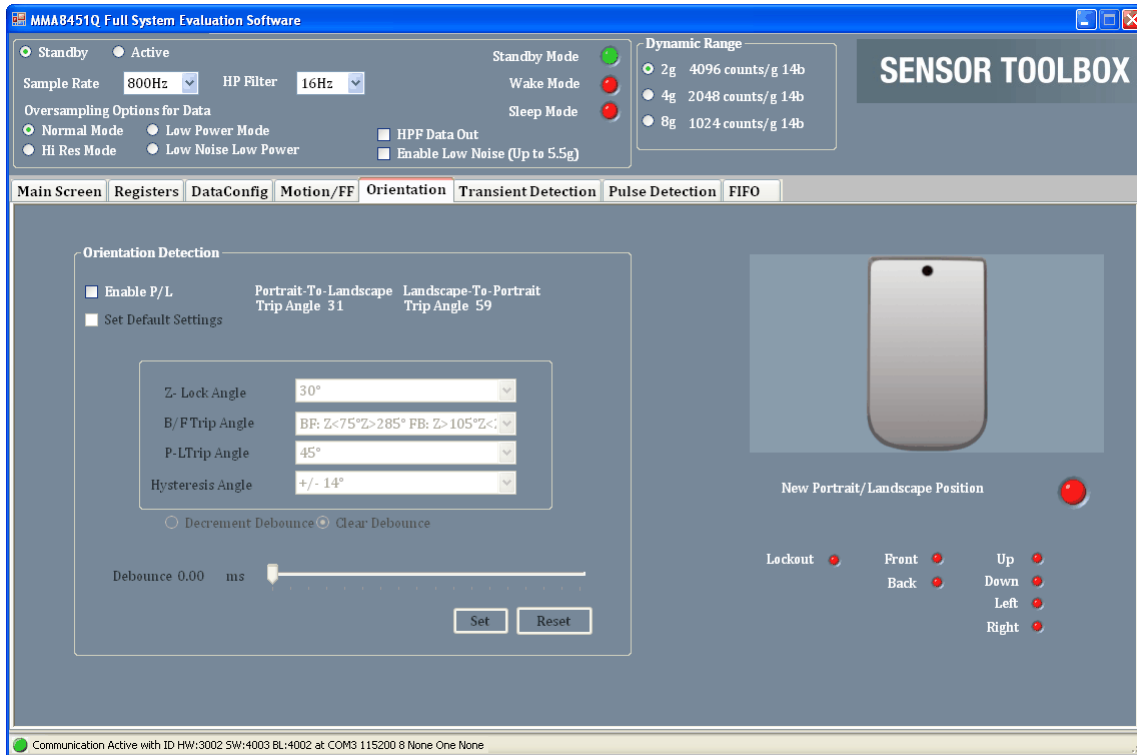 MMA8451Q Full System Evaluation Software
Standby Active
Sample Rate 800Hz HP Filter 16Hz
Oversampling Options for Data
Normal Mode Low Power Mode
Hi Res Mode Low Noise Low Power
Standby Mode
Wake Mode
Sleep Mode
HPF Data Out
Enable Low Noise (Up to 5.5g)
Dynamic Range
2g 4096 counts/g 14b
4g 2048 counts/g 14b
8g 1024 counts/g 14b
SENSOR TOOLBOX
Main Screen Registers DataConfig Motion/FF Orientation Transient Detection Pulse Detection FIFO
Orientation Detection
Enable P/L
Set Default Settings
Portrait-To-Landscape
Trip Angle 31
Landscape-To-Portrait
Trip Angle 59
Z- Lock Angle 30°
B/F Trip Angle BF: Z<75°Z>285° FB: Z>105°Z<
P-LTrip Angle 45°
Hysteresis Angle +/- 14°
Decrement Debounce Clear Debounce
Debounce 0.00 ms
Set Reset
New Portrait/Landscape Position
Lockout Front Up
Back Down
Left
Right
Communication Active with ID HW:3002 SW:4003 BL:4002 at COM3 115200 8 None One None